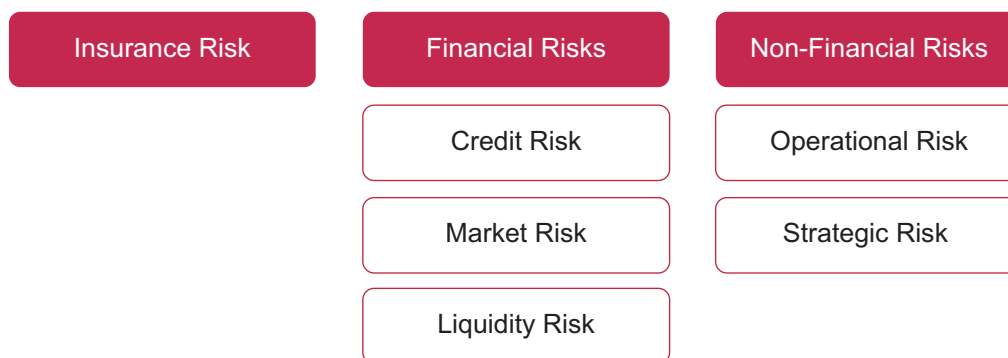 Insurance Risk
Financial Risks
Non-Financial Risks
Credit Risk
Operational Risk
Market Risk
Strategic Risk
Liquidity Risk